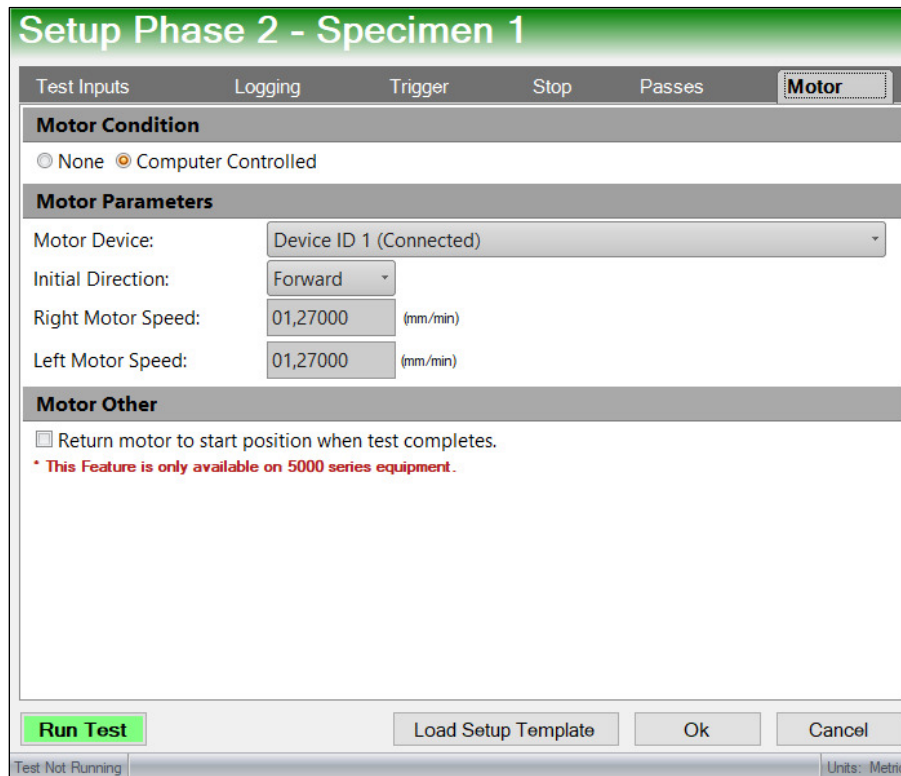 Setup Phase 2 - Specimen 1
Test Inputs Logging Trigger Stop Passes Motor
Motor Condition
None Computer Controlled
Motor Parameters
Motor Device: Device ID 1 (Connected)
Initial Direction: Forward
Right Motor Speed: 01,27000 (mm/min)
Left Motor Speed: 01,27000 (mm/min)
Motor Other
Return motor to start position when test completes.
* This Feature is only available on 5000 series equipment.
Run Test Load Setup Template Ok Cancel
Test Not Running Units: Metric